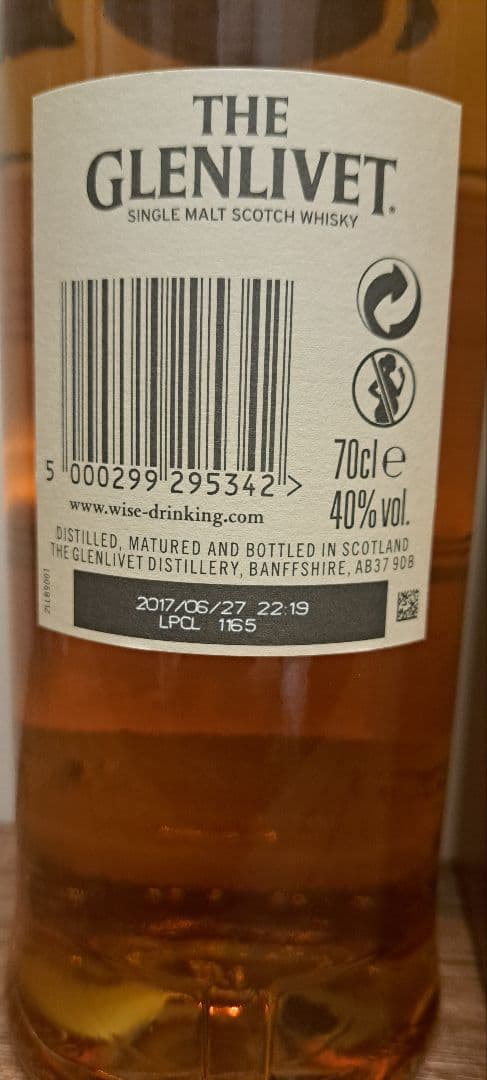 THE
GLENLIVET.
SINGLE MALT SCOTCH WHISKY
5 000299 295342 >
70cl e
www.wise-drinking.com
40% vol.
DISTILLED, MATURED AND BOTTLED IN SCOTLAND
THE GLENLIVET DISTILLERY, BANFFSHIRE, AB37 9DB
2017/06/27 22:19
LPCL 1165